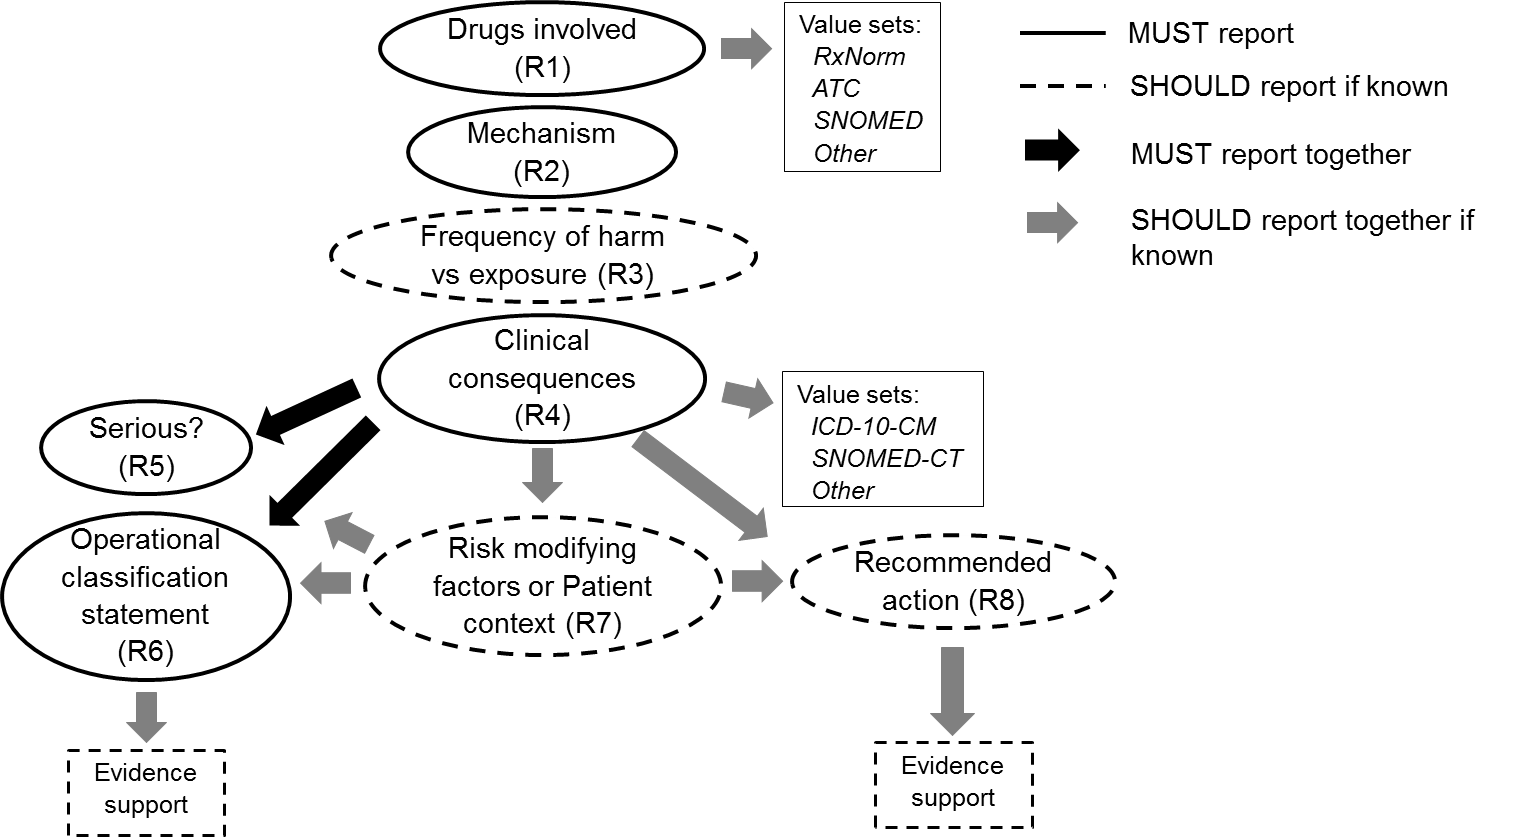 Drugs involved
(R1)
Value sets:
RxNorm
ATC
SNOMED
Other
MUST report
SHOULD report if known
MUST report together
SHOULD report together if
known
Mechanism
(R2)
Frequency of harm
vs exposure (R3)
Clinical
consequences
(R4)
Value sets:
ICD-10-CM
SNOMED-CT
Other
Serious?
(R5)
Operational
classification
statement
(R6)
Risk modifying
factors or Patient
context (R7)
Recommended
action (R8)
Evidence
support
Evidence
support